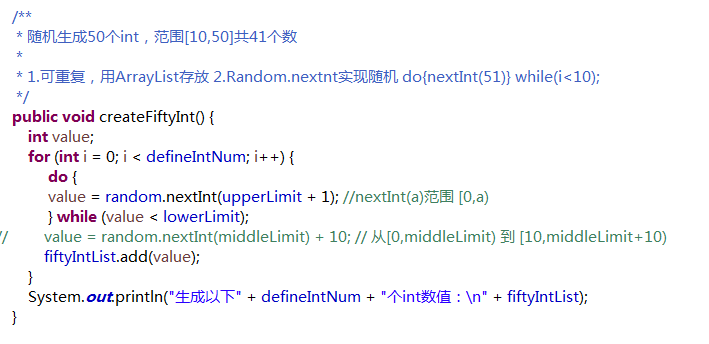 /**
* 随机生成50个int，范围[10,50]共41个数
*
* 1.可重复，用ArrayList存放 2.Random.nextnt实现随机 do{nextInt(51)} while(i<10);
*/
public void createFiftyInt() {
int value;
for (int i = 0; i < defineIntNum; i++) {
do {
value = random.nextInt(upperLimit + 1); //nextInt(a)范围 [0,a)
} while (value < lowerLimit);
// value = random.nextInt(middleLimit) + 10; // 从[0,middleLimit) 到 [10,middleLimit+10)
fiftyIntList.add(value);
}
System.out.println("生成以下" + defineIntNum + "个int数值：\n" + fiftyIntList);
}